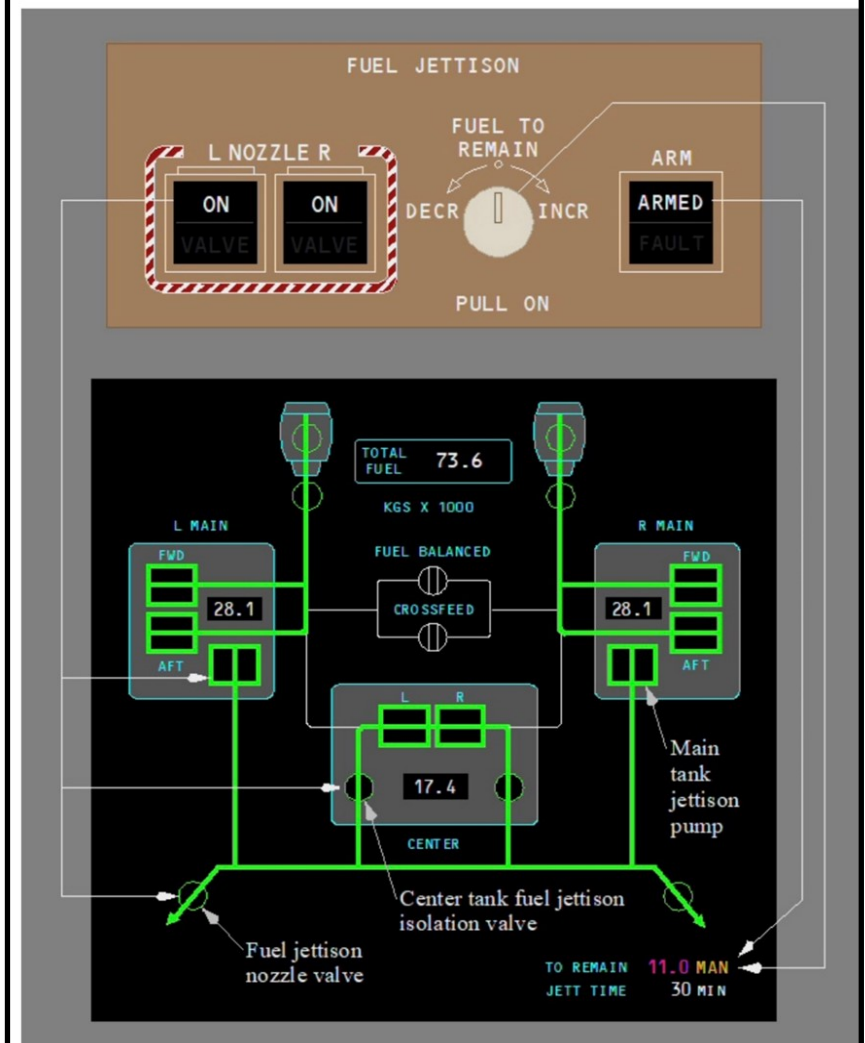 FUEL JETTISON
L NOZZLE R
FUEL TO
REMAIN
ARM
ON
ON
DECR
INCR
ARMED
VALVE
VALVE
FAULT
PULL ON
TOTAL
FUEL
73.6
KGS X 1000
L MAIN
R MAIN
FWD
FUEL BALANCED
FWD
28.1
CROSSFEED
28.1
AFT
AFT
L
R
17.4
Main
tank
jettison
pump
CENTER
Center tank fuel jettison
isolation valve
Fuel jettison
nozzle valve
TO REMAIN 11.0 MAN
JETT TIME 30 MIN